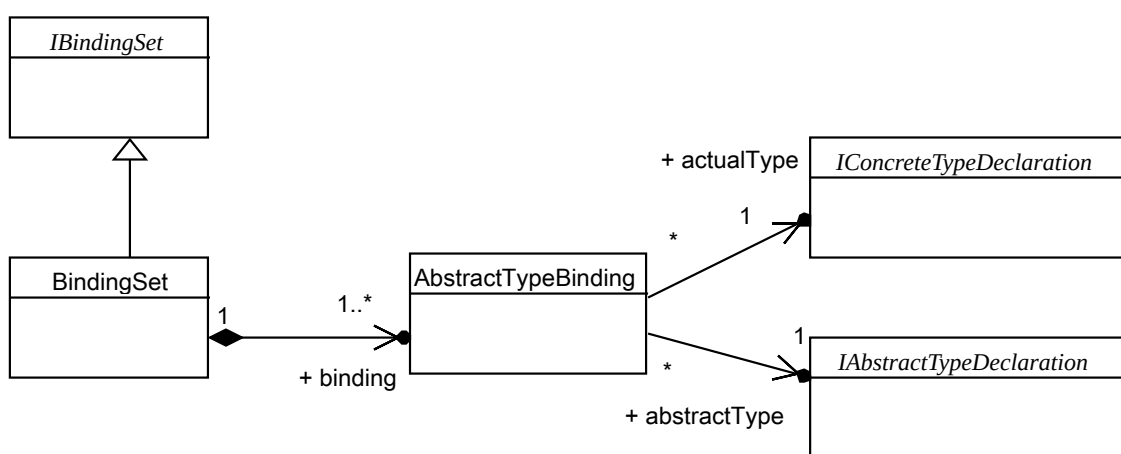 IBindingSet
+ actualType
IConcreteTypeDeclaration
1
*
BindingSet
AbstractTypeBinding
1
1..*
+ binding
1
*
IAbstractTypeDeclaration
+ abstractType